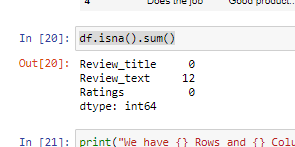 4 Does the job Good product..
In [20]: df.isna().sum()
Out[20]: Review_title 0
Review_text 12
Ratings 0
dtype: int64
In [21]: print("We have {} Rows and {} Colu